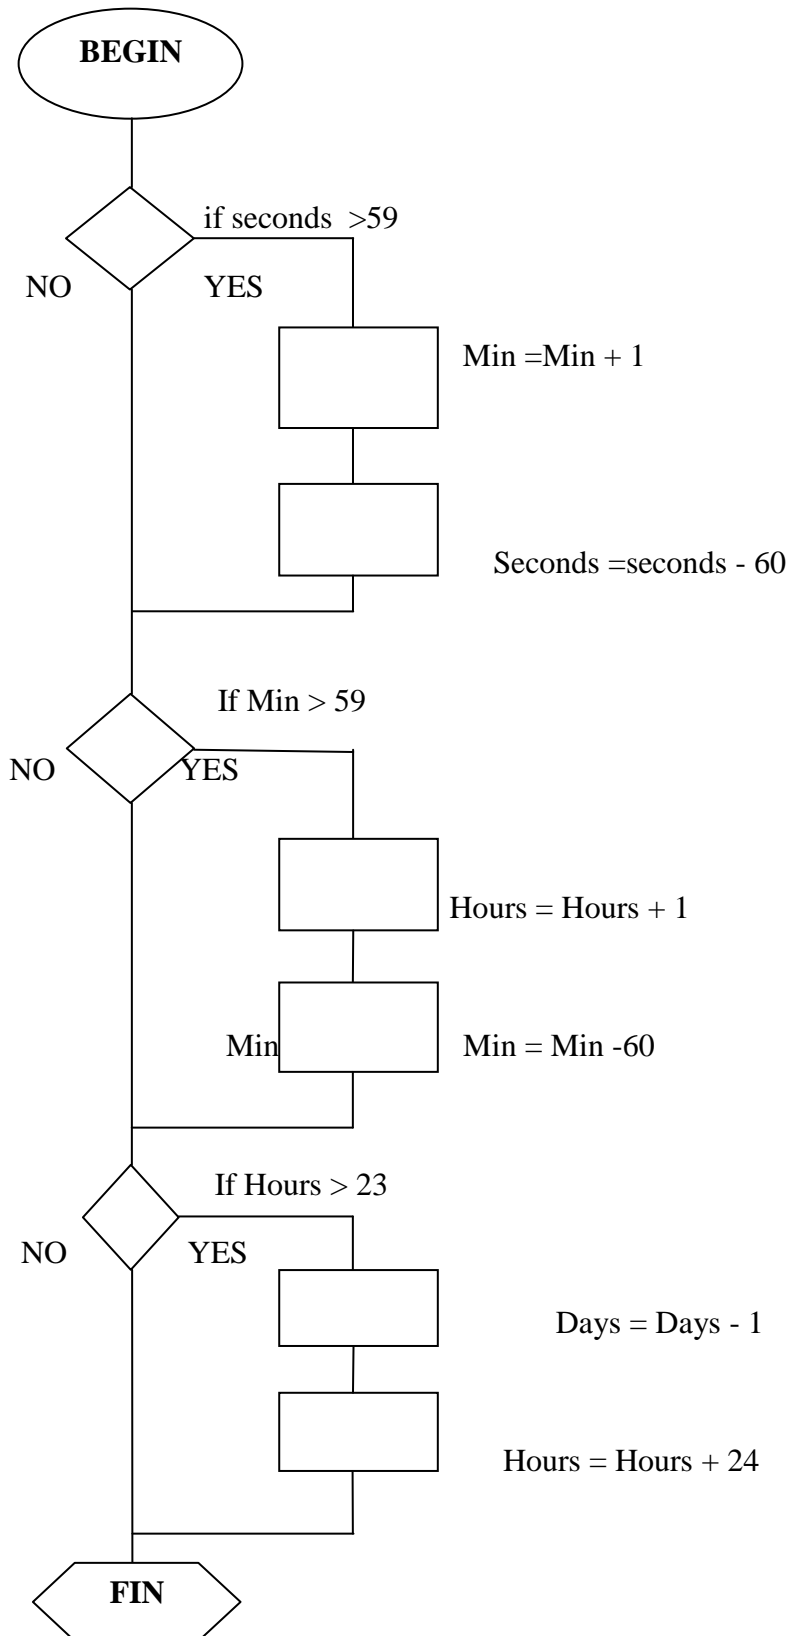 BEGIN
if seconds  >59
NO
YES
Min =Min + 1
Seconds =seconds - 60
If Min > 59
NO
YES
Hours = Hours + 1
Min
Min = Min -60
If Hours > 23
NO
YES
Days = Days - 1
Hours = Hours + 24
FIN